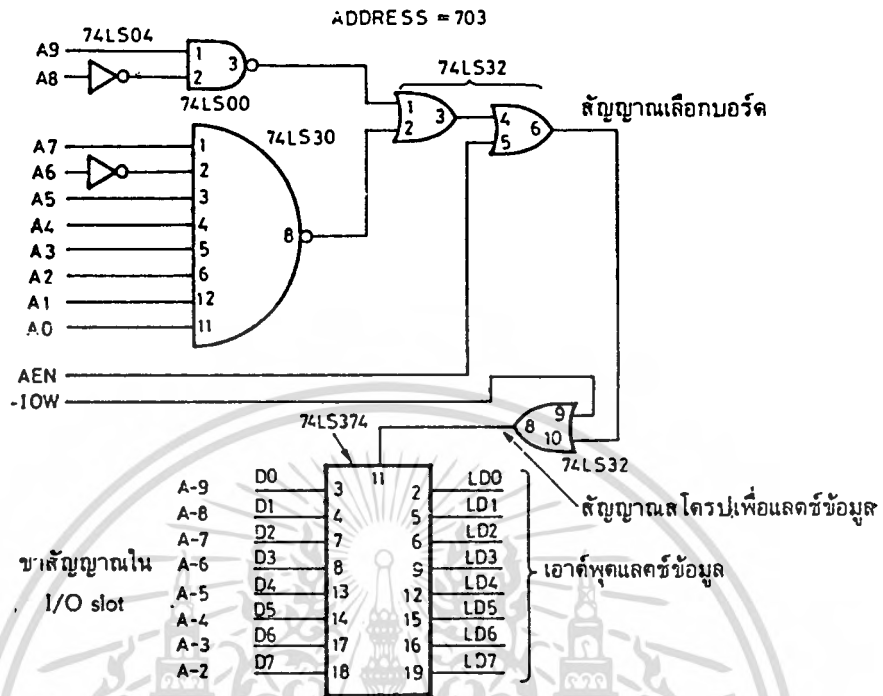 ADDRESS = 703
74LS04
A9
A8
1
2
3
74LS00
74LS32
1
2
3
4
5
6
สัญญาณเลือกบอร์ด
74LS30
A7
A6
A5
A4
A3
A2
A1
A0
1
2
3
4
5
6
12
11
8
AEN
-IOW
9
10
8
74LS32
74LS374
สัญญาณสโตรปเพื่อแลตช์ข้อมูล
11
A-9 D0 3 2 LD0
A-8 D1 4 5 LD1
A-7 D2 7 6 LD2
A-6 D3 8 9 LD3
A-5 D4 13 12 LD4
A-4 D5 14 15 LD5
A-3 D6 17 16 LD6
A-2 D7 18 19 LD7
ขาสัญญาณใน
I/O slot
เอาต์พุตแลตช์ข้อมูล